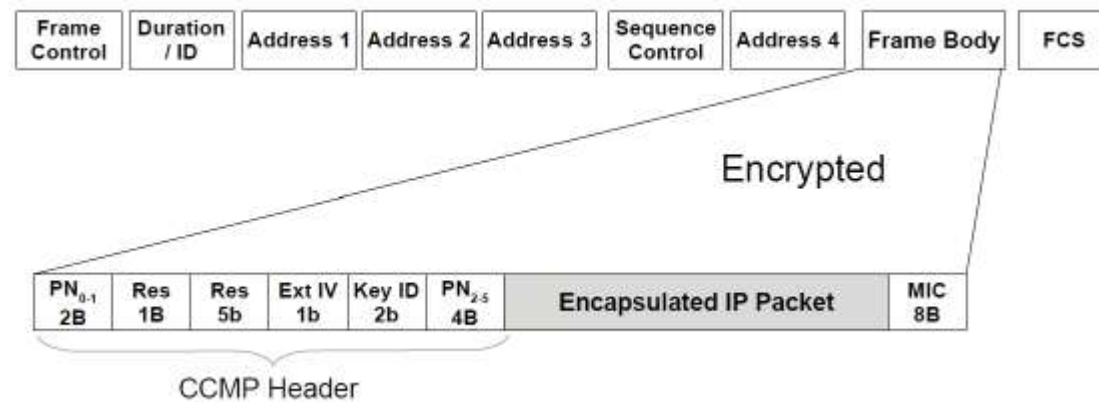 Frame Control
Duration / ID
Address 1
Address 2
Address 3
Sequence Control
Address 4
Frame Body
FCS
Encrypted
PN0-1 2B
Res 1B
Res 5b
Ext IV 1b
Key ID 2b
PN2-5 4B
Encapsulated IP Packet
MIC 8B
CCMP Header